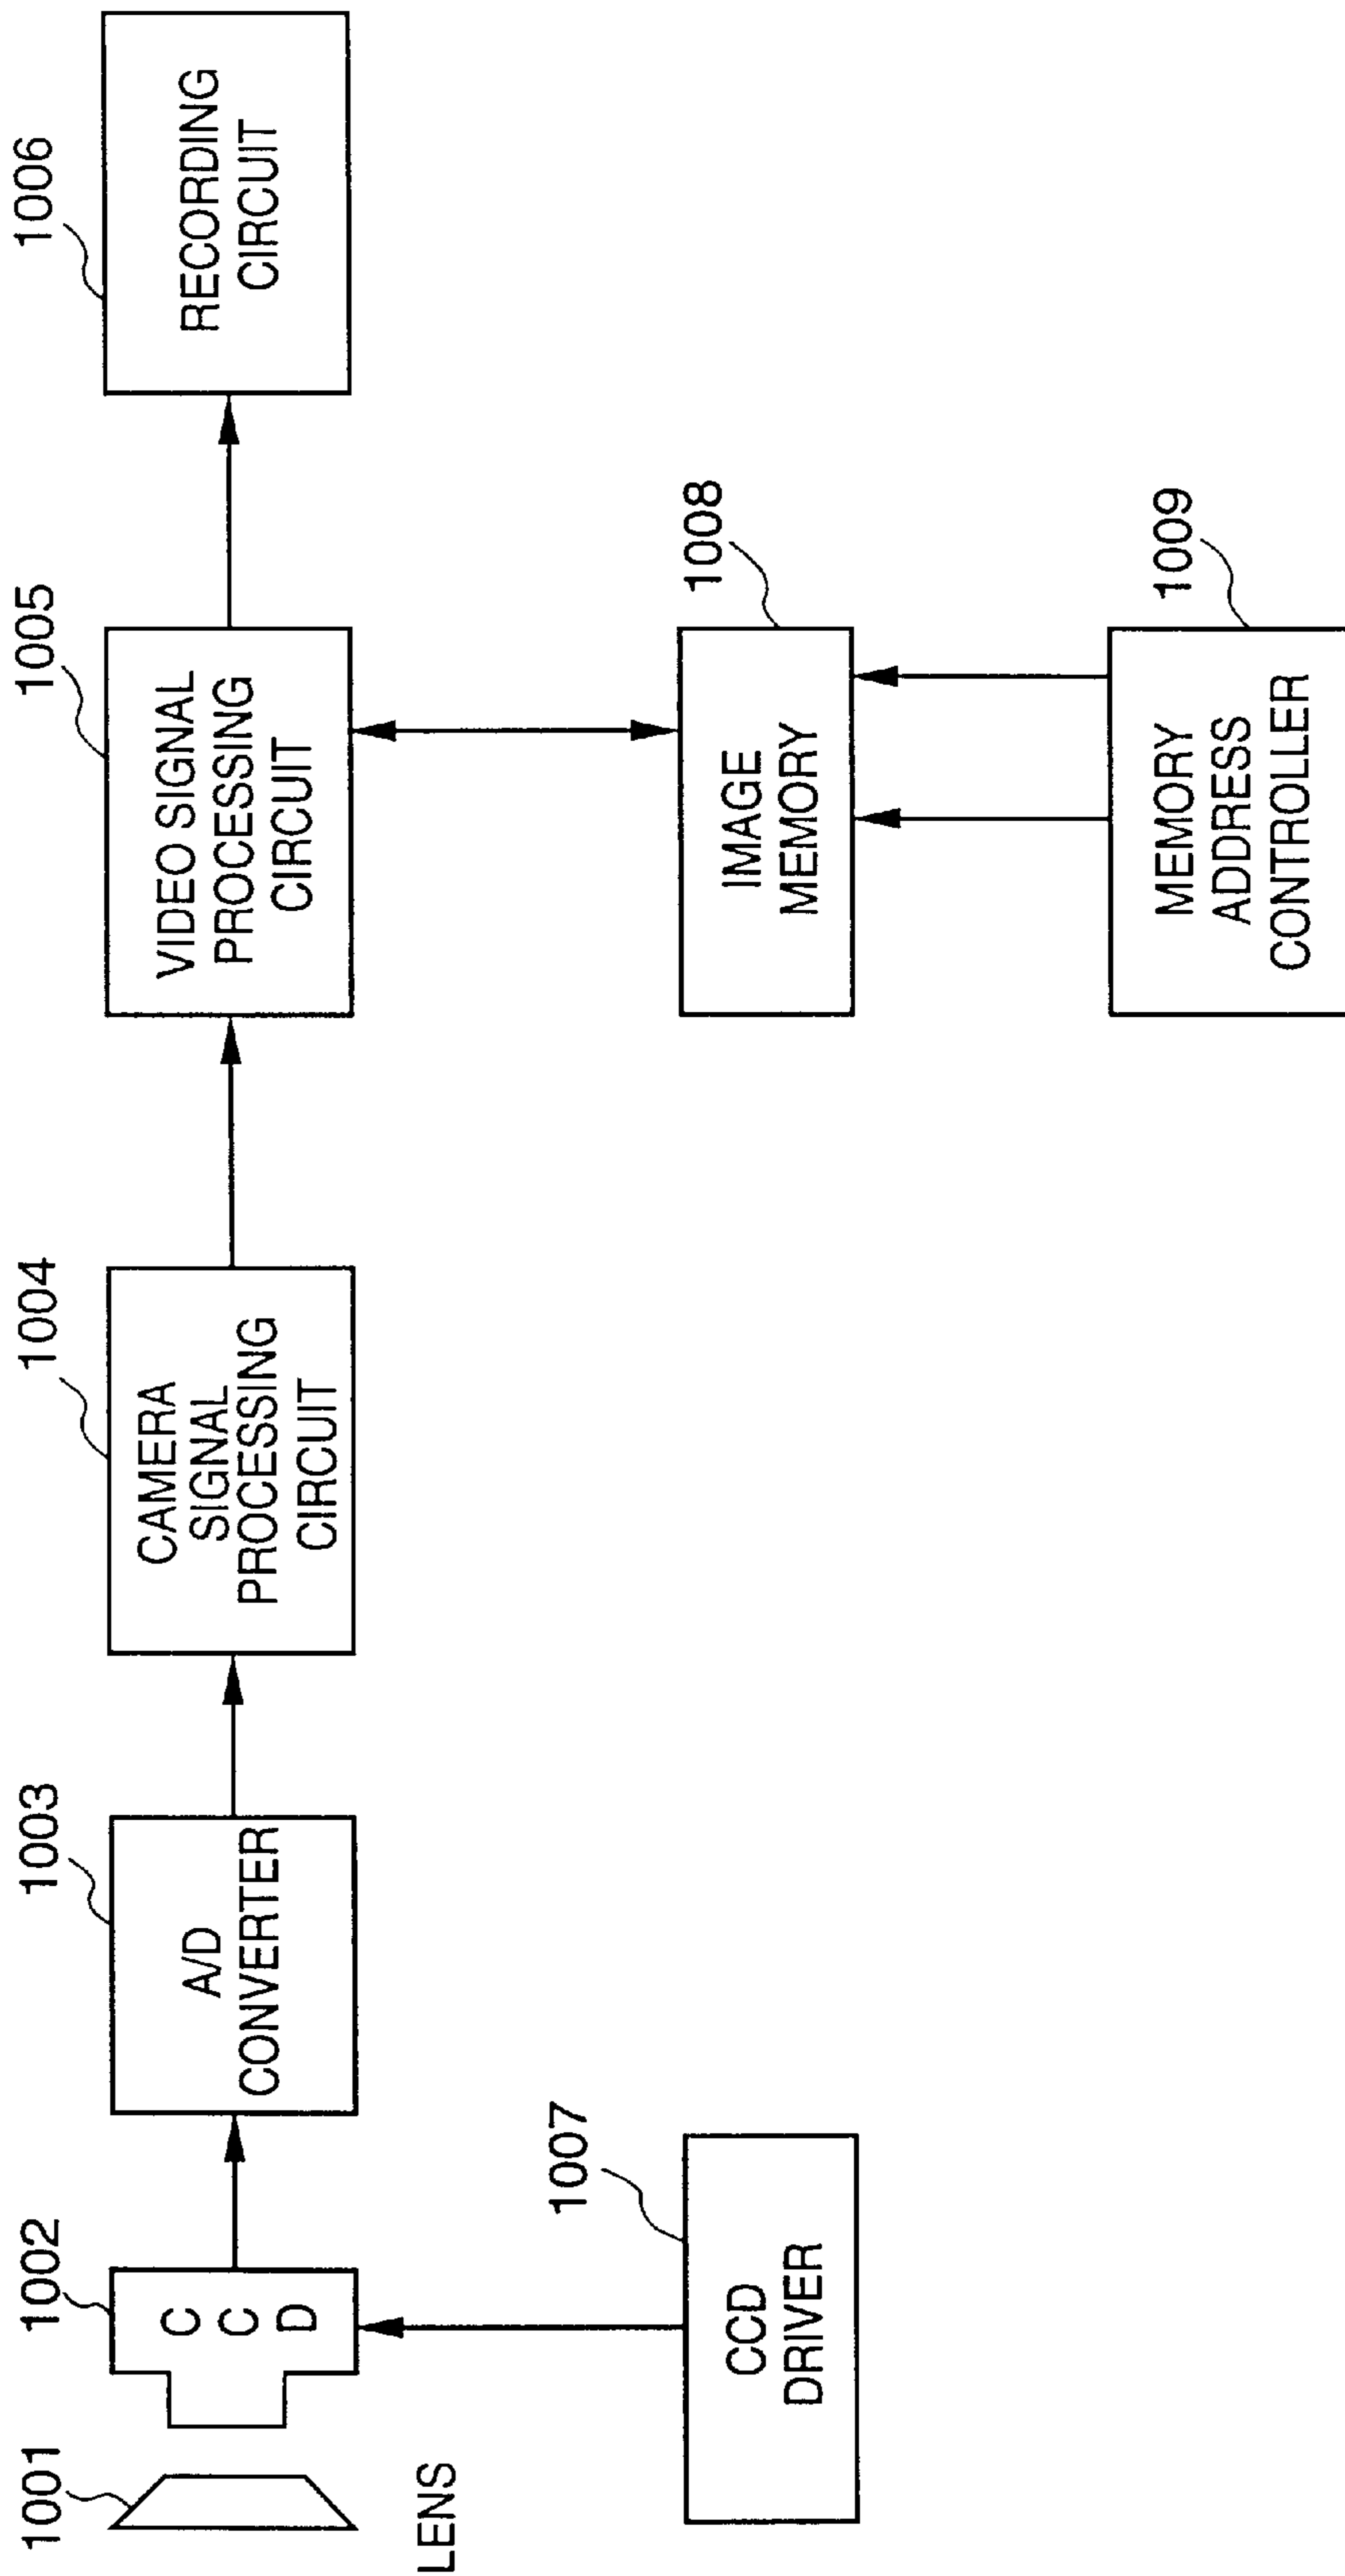 1001
LENS
1002
C
C
D
1003
A/D
CONVERTER
1004
CAMERA
SIGNAL
PROCESSING
CIRCUIT
1005
VIDEO SIGNAL
PROCESSING
CIRCUIT
1006
RECORDING
CIRCUIT
1007
CCD
DRIVER
1008
IMAGE
MEMORY
1009
MEMORY
ADDRESS
CONTROLLER